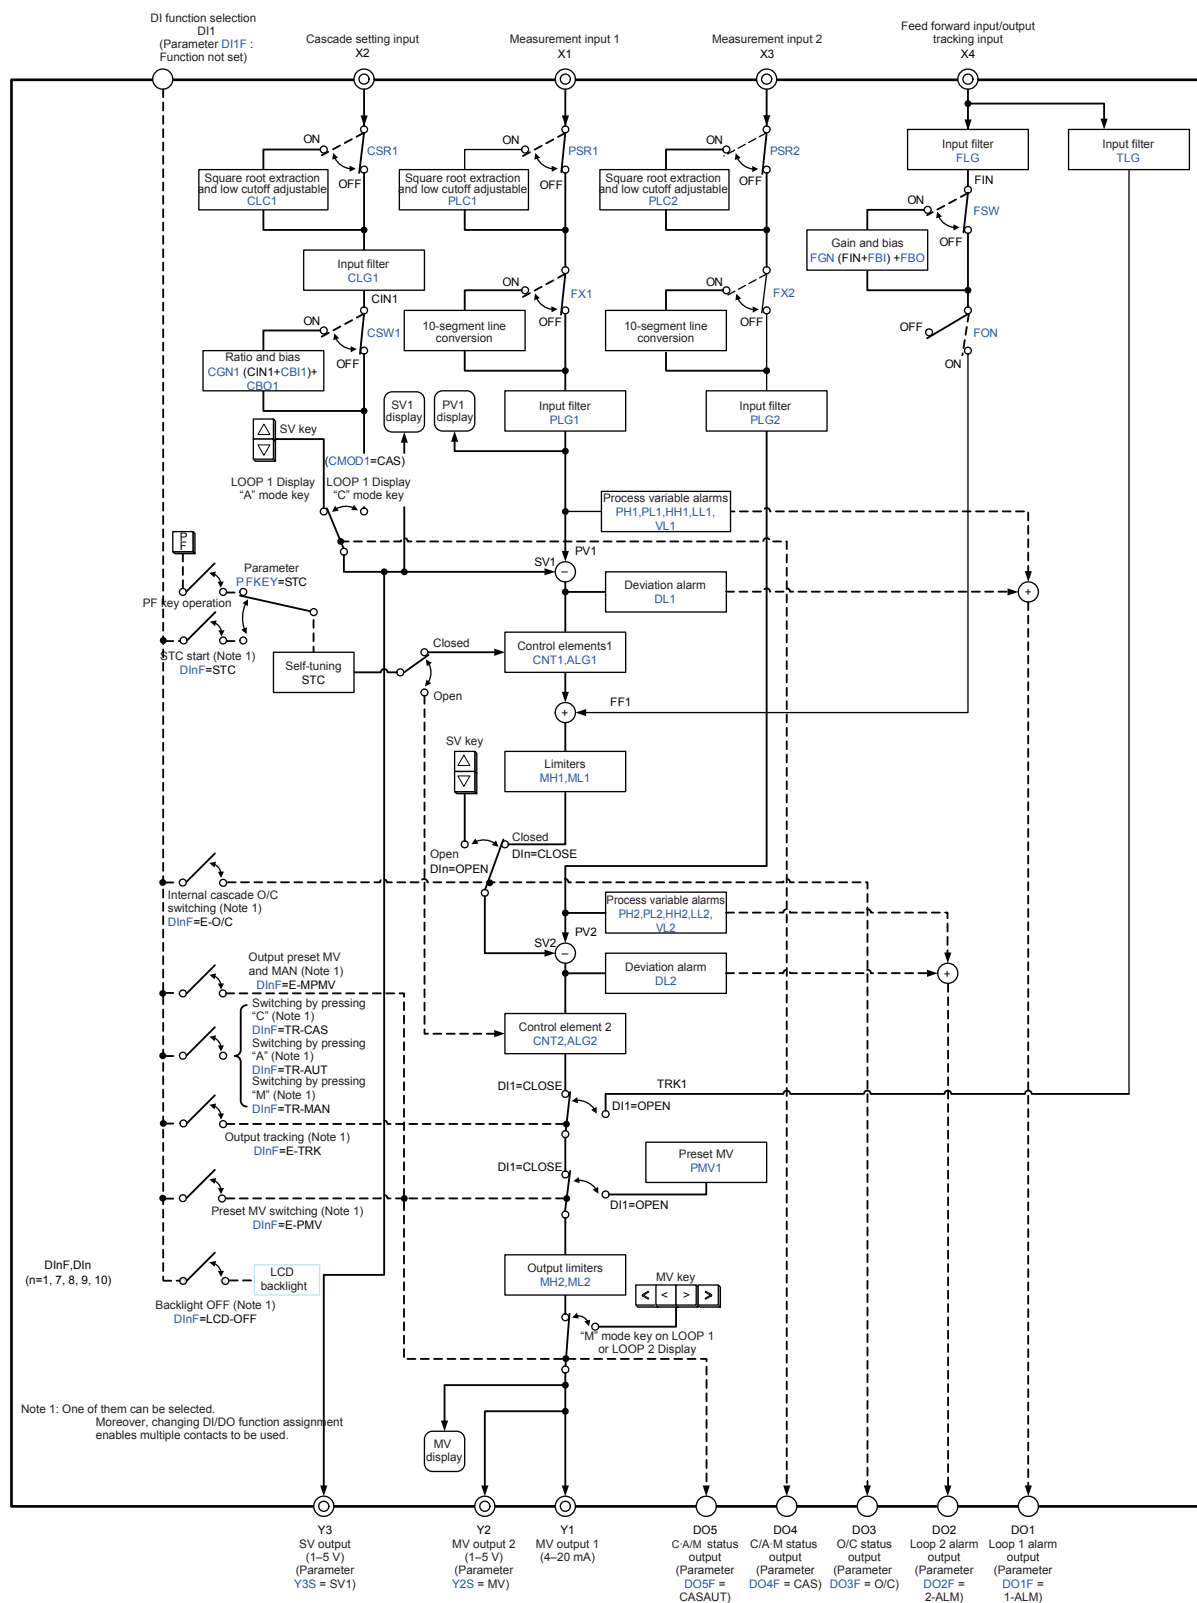 DI function selection
DI1
(Parameter DI1F :
Function not set)
Cascade setting input
X2
Measurement input 1
X1
Measurement input 2
X3
Feed forward input/output
tracking input
X4
ON
CSR1
OFF
Square root extraction
and low cutoff adjustable
CLC1
ON
PSR1
OFF
Square root extraction
and low cutoff adjustable
PLC1
ON
PSR2
OFF
Square root extraction
and low cutoff adjustable
PLC2
Input filter
FLG
Input filter
TLG
FIN
ON
FSW
OFF
Gain and bias
FGN (FIN+FBI) +FBO
OFF
FON
ON
Input filter
CLG1
CIN1
ON
CSW1
OFF
Ratio and bias
CGN1 (CIN1+CBI1)+
CBO1
ON
FX1
OFF
10-segment line
conversion
ON
FX2
OFF
10-segment line
conversion
SV1
display
PV1
display
Input filter
PLG1
Input filter
PLG2
SV key
(CMOD1=CAS)
LOOP 1 Display
"A" mode key
LOOP 1 Display
"C" mode key
Process variable alarms
PH1,PL1,HH1,LL1,
VL1
PF
Parameter
PFKEY=STC
PF key operation
SV1
PV1
−
Deviation alarm
DL1
+
STC start (Note 1)
DInF=STC
Self-tuning
STC
Closed
Open
Control elements1
CNT1,ALG1
+
FF1
SV key
Limiters
MH1,ML1
Open
DIn=OPEN
Closed
DIn=CLOSE
Internal cascade O/C
switching (Note 1)
DInF=E-O/C
Process variable alarms
PH2,PL2,HH2,LL2,
VL2
SV2
PV2
−
Deviation alarm
DL2
+
Output preset MV
and MAN (Note 1)
DInF=E-MPMV
Switching by pressing
"C" (Note 1)
DInF=TR-CAS
Switching by pressing
"A" (Note 1)
DInF=TR-AUT
Switching by pressing
"M" (Note 1)
DInF=TR-MAN
Control element 2
CNT2,ALG2
DI1=CLOSE
TRK1
DI1=OPEN
Output tracking (Note 1)
DInF=E-TRK
DI1=CLOSE
Preset MV
PMV1
DI1=OPEN
Preset MV switching (Note 1)
DInF=E-PMV
DInF,DIn
(n=1, 7, 8, 9, 10)
LCD
backlight
Backlight OFF (Note 1)
DInF=LCD-OFF
Output limiters
MH2,ML2
MV key
< < > >
"M" mode key on LOOP 1
or LOOP 2 Display
Note 1: One of them can be selected.
Moreover, changing DI/DO function assignment
enables multiple contacts to be used.
MV
display
Y3
SV output
(1–5 V)
(Parameter
Y3S = SV1)
Y2
MV output 2
(1–5 V)
(Parameter
Y2S = MV)
Y1
MV output 1
(4–20 mA)
DO5
C·A/M status
output
(Parameter
DO5F =
CASAUT)
DO4
C/A·M status
output
(Parameter
DO4F = CAS)
DO3
O/C status
output
(Parameter
DO3F = O/C)
DO2
Loop 2 alarm
output
(Parameter
DO2F =
2-ALM)
DO1
Loop 1 alarm
output
(Parameter
DO1F =
1-ALM)